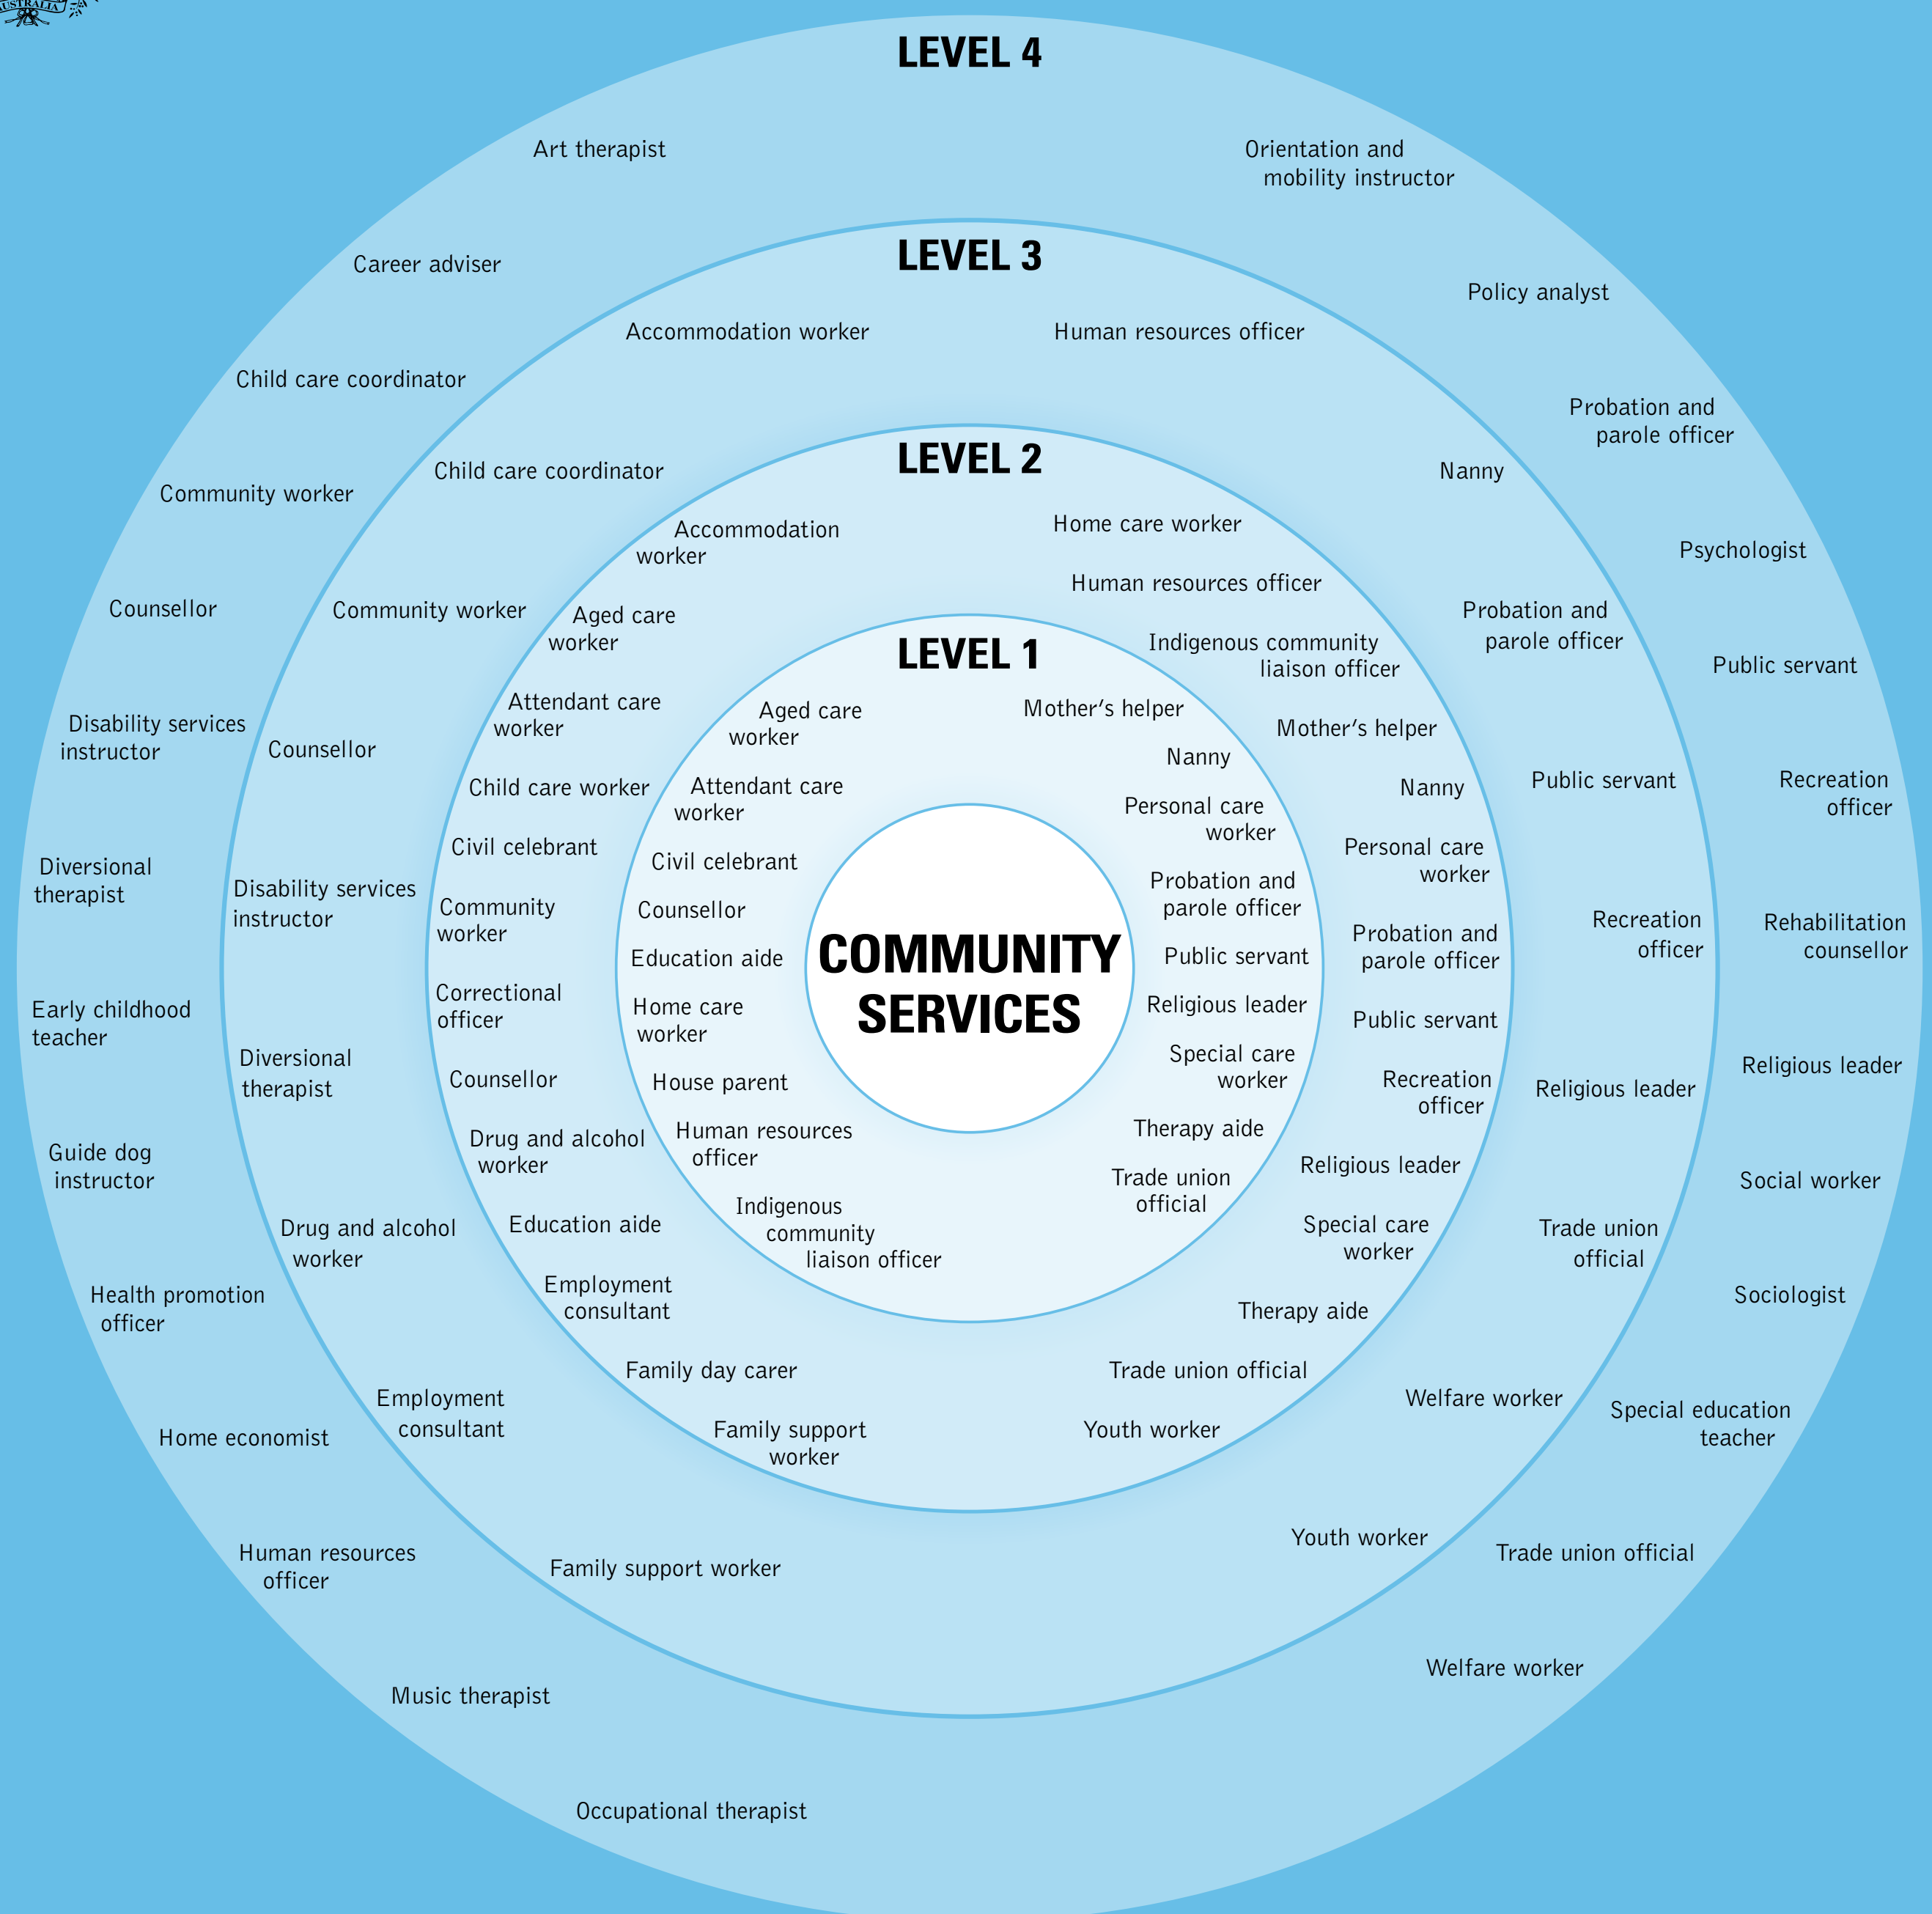 AUSTRALIA
LEVEL 4
Art therapist
Career adviser
Child care coordinator
Community worker
Counsellor
Disability services
instructor
Diversional
therapist
Early childhood
teacher
Guide dog
instructor
Health promotion
officer
Home economist
Human resources
officer
Music therapist
Occupational therapist
Orientation and
mobility instructor
Policy analyst
Probation and
parole officer
Psychologist
Public servant
Recreation
officer
Rehabilitation
counsellor
Religious leader
Social worker
Sociologist
Special education
teacher
Trade union official
Welfare worker
LEVEL 3
Accommodation worker
Child care coordinator
Community worker
Counsellor
Disability services
instructor
Diversional
therapist
Drug and alcohol
worker
Employment
consultant
Family support worker
Human resources officer
Nanny
Probation and
parole officer
Public servant
Recreation
officer
Religious leader
Trade union
official
Welfare worker
Youth worker
LEVEL 2
Accommodation
worker
Aged care
worker
Attendant care
worker
Child care worker
Civil celebrant
Community
worker
Correctional
officer
Counsellor
Drug and alcohol
worker
Education aide
Employment
consultant
Family day carer
Family support
worker
Home care worker
Human resources officer
Indigenous community
liaison officer
Mother's helper
Nanny
Personal care
worker
Probation and
parole officer
Public servant
Recreation
officer
Religious leader
Special care
worker
Therapy aide
Trade union official
Youth worker
LEVEL 1
Aged care
worker
Attendant care
worker
Civil celebrant
Counsellor
Education aide
Home care
worker
House parent
Human resources
officer
Indigenous
community
liaison officer
Mother's helper
Nanny
Personal care
worker
Probation and
parole officer
Public servant
Religious leader
Special care
worker
Therapy aide
Trade union
official
COMMUNITY
SERVICES